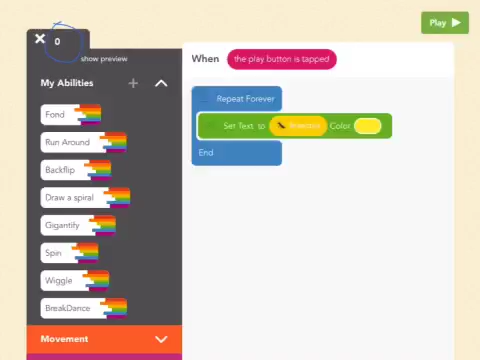 Play
0
show preview
When the play button is tapped
My Abilities
Fond
Run Around
Backflip
Draw a spiral
Gigantify
Spin
Wiggle
BreakDance
Movement
Repeat Forever
Set Text to Color
End